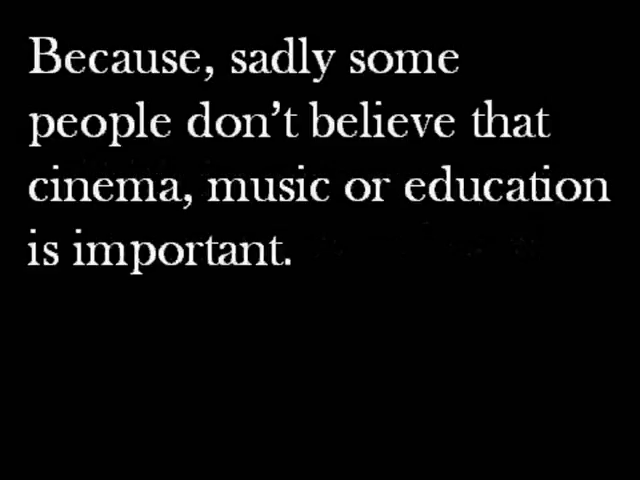 Because, sadly some
people don't believe that
cinema, music or education
is important.